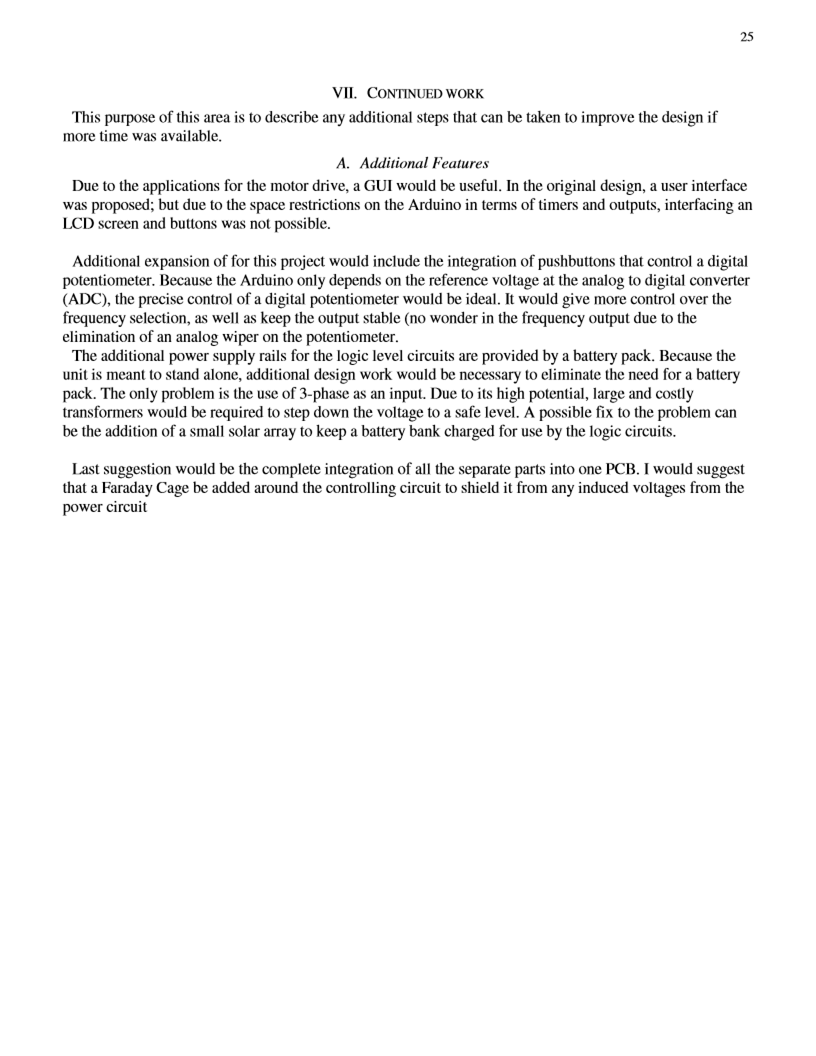 25
VII. CONTINUED WORK
This purpose of this area is to describe any additional steps that can be taken to improve the design if
more time was available.
A. Additional Features
Due to the applications for the motor drive, a GUI would be useful. In the original design, a user interface
was proposed; but due to the space restrictions on the Arduino in terms of timers and outputs, interfacing an
LCD screen and buttons was not possible.
Additional expansion of for this project would include the integration of pushbuttons that control a digital
potentiometer. Because the Arduino only depends on the reference voltage at the analog to digital converter
(ADC), the precise control of a digital potentiometer would be ideal. It would give more control over the
frequency selection, as well as keep the output stable (no wonder in the frequency output due to the
elimination of an analog wiper on the potentiometer.
The additional power supply rails for the logic level circuits are provided by a battery pack. Because the
unit is meant to stand alone, additional design work would be necessary to eliminate the need for a battery
pack. The only problem is the use of 3-phase as an input. Due to its high potential, large and costly
transformers would be required to step down the voltage to a safe level. A possible fix to the problem can
be the addition of a small solar array to keep a battery bank charged for use by the logic circuits.
Last suggestion would be the complete integration of all the separate parts into one PCB. I would suggest
that a Faraday Cage be added around the controlling circuit to shield it from any induced voltages from the
power circuit